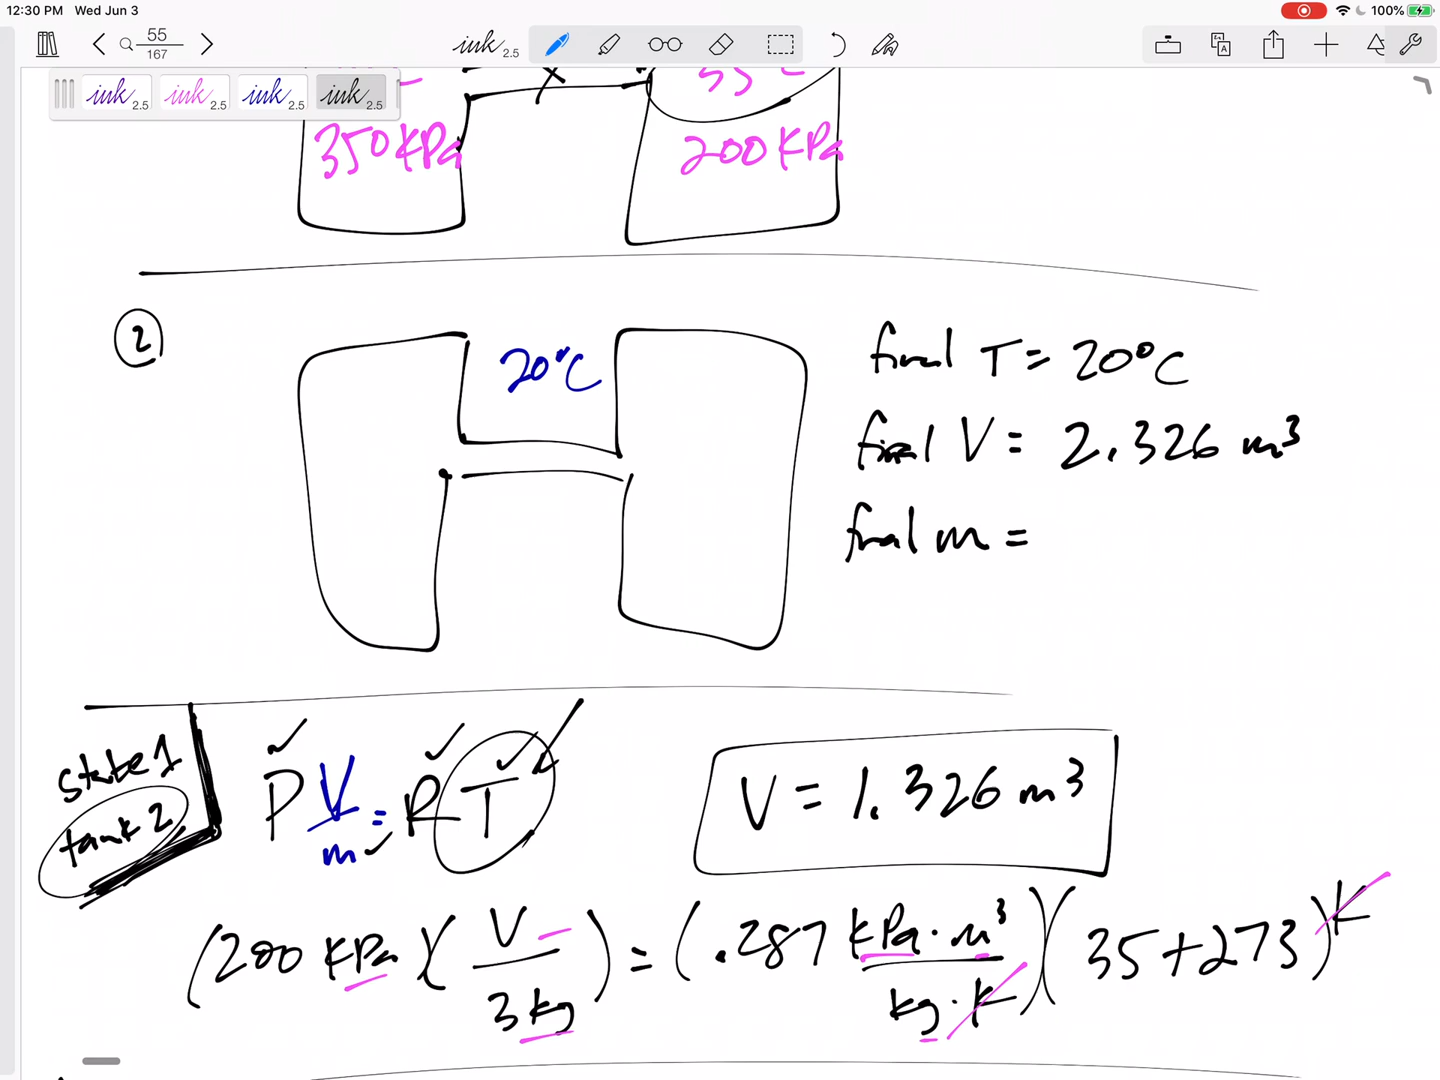 12:30 PM Wed Jun 3
100%
55
167
ink 2.5
ink 2.5
ink 2.5
ink 2.5
ink 2.5
350 KPa
200 KPa
2
20°C
final T = 20°C
final V = 2.326 m³
final m =
state 1
tank 2
P V/m = R T
V = 1.326 m³
(200 KPa)(V/3 kg) = (.287 kPa·m³/kg·K)(35+273)K